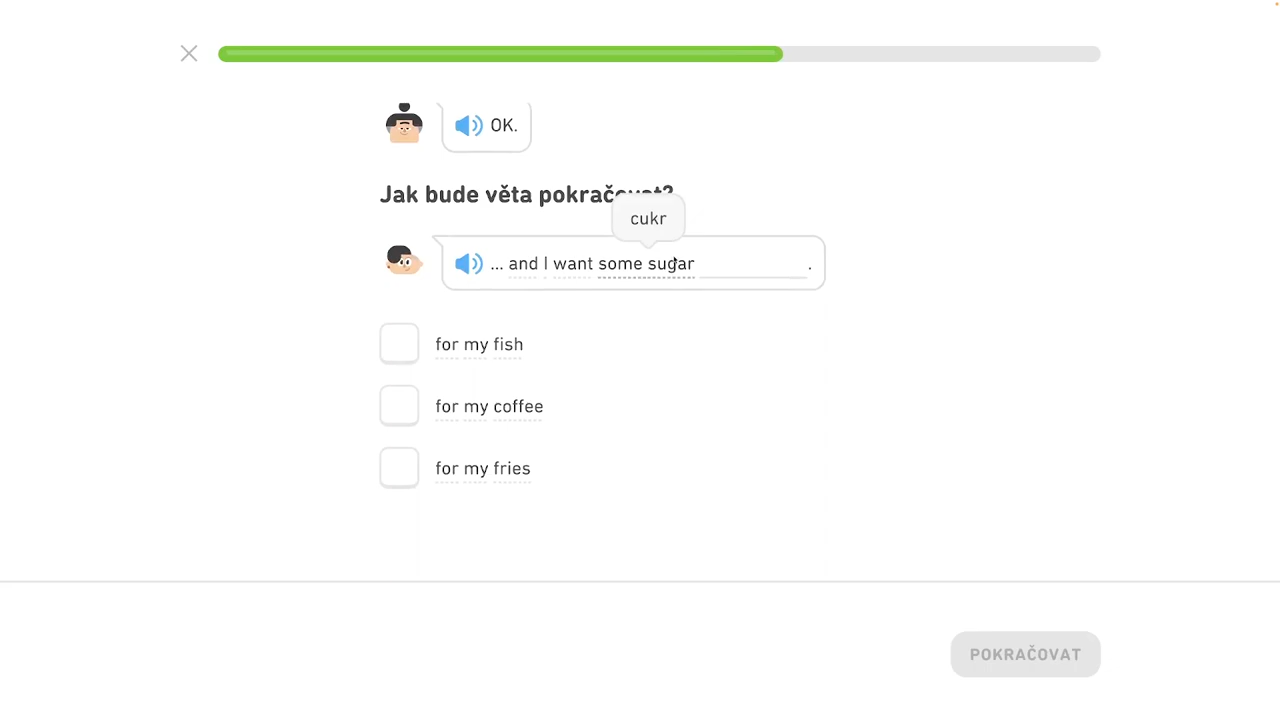 OK.
Jak bude věta pokračovat?
cukr
... and I want some sugar .
for my fish
for my coffee
for my fries
POKRAČOVAT